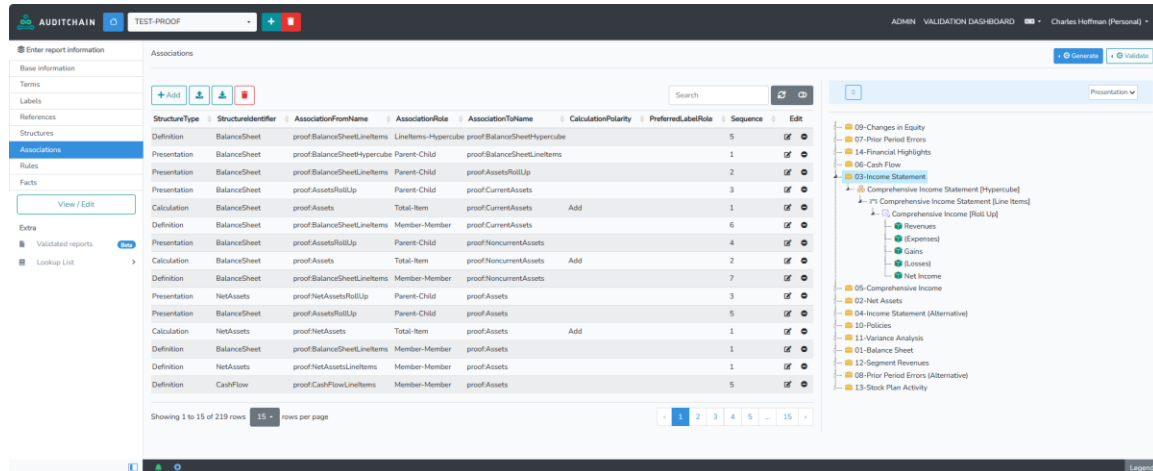 AUDITCHAIN TEST-PROOF ADMIN VALIDATION DASHBOARD Charles Hoffman (Personal)
Enter report information
Base information
Terms
Labels
References
Structures
Associations
Rules
Facts
View / Edit
Extra
Validated reports Beta
Lookup List
Associations
Generate Validate
Add Search
StructureType StructureIdentifier AssociationFromName AssociationRole AssociationToName CalculationPolarity PreferredLabelRole Sequence Edit
Definition BalanceSheet proof:BalanceSheetLineItems LineItems-Hypercube proof:BalanceSheetHypercube 5
Presentation BalanceSheet proof:BalanceSheetHypercube Parent-Child proof:BalanceSheetLineItems 1
Presentation BalanceSheet proof:BalanceSheetLineItems Parent-Child proof:AssetsRollUp 2
Presentation BalanceSheet proof:AssetsRollUp Parent-Child proof:CurrentAssets 3
Calculation BalanceSheet proof:Assets Total-Item proof:CurrentAssets Add 1
Definition BalanceSheet proof:BalanceSheetLineItems Member-Member proof:CurrentAssets 6
Presentation BalanceSheet proof:AssetsRollUp Parent-Child proof:NoncurrentAssets 4
Calculation BalanceSheet proof:Assets Total-Item proof:NoncurrentAssets Add 2
Definition BalanceSheet proof:BalanceSheetLineItems Member-Member proof:NoncurrentAssets 7
Presentation NetAssets proof:NetAssetsRollUp Parent-Child proof:Assets 3
Presentation BalanceSheet proof:AssetsRollUp Parent-Child proof:Assets 5
Calculation NetAssets proof:NetAssets Total-Item proof:Assets Add 1
Definition BalanceSheet proof:BalanceSheetLineItems Member-Member proof:Assets 1
Definition NetAssets proof:NetAssetsLineItems Member-Member proof:Assets 1
Definition CashFlow proof:CashFlowLineItems Member-Member proof:Assets 5
Showing 1 to 15 of 219 rows 15 rows per page ‹ 1 2 3 4 5 ... 15 ›
Presentation
09-Changes in Equity
07-Prior Period Errors
14-Financial Highlights
06-Cash Flow
03-Income Statement
Comprehensive Income Statement [Hypercube]
Comprehensive Income Statement [Line Items]
Comprehensive Income [Roll Up]
Revenues
(Expenses)
Gains
(Losses)
Net Income
05-Comprehensive Income
02-Net Assets
04-Income Statement (Alternative)
10-Policies
11-Variance Analysis
01-Balance Sheet
12-Segment Revenues
08-Prior Period Errors (Alternative)
13-Stock Plan Activity
Legend